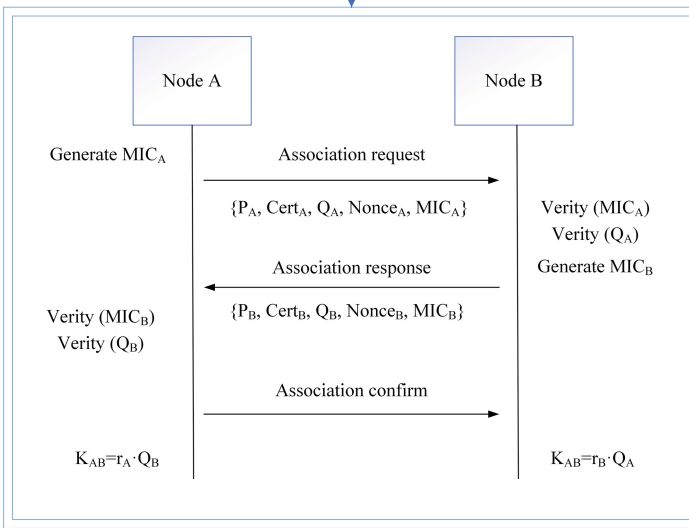 Node A
Node B
Generate MIC_A
Association request
{P_A, Cert_A, Q_A, Nonce_A, MIC_A}
Verity (MIC_A)
Verity (Q_A)
Association response
Generate MIC_B
{P_B, Cert_B, Q_B, Nonce_B, MIC_B}
Verity (MIC_B)
Verity (Q_B)
Association confirm
K_AB=r_A·Q_B
K_AB=r_B·Q_A